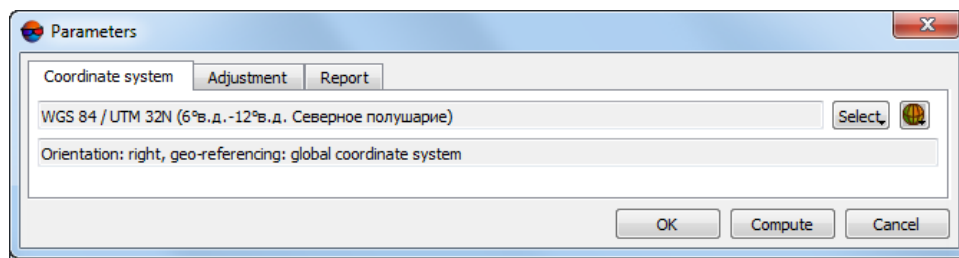 Parameters
Coordinate system Adjustment Report
WGS 84 / UTM 32N (6°в.д.-12°в.д. Северное полушарие) Select
Orientation: right, geo-referencing: global coordinate system
OK Compute Cancel